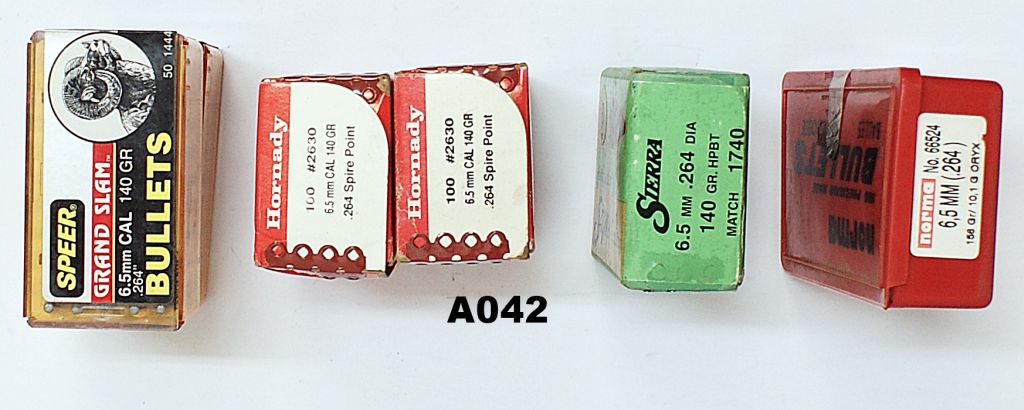 SPEER®
GRAND SLAM™
6.5mm CAL 140 GR
.264"
BULLETS
50 1444
Hornady
100 #2630
6.5 mm CAL 140 GR
.264 Spire Point
Hornady
100 #2630
6.5 mm CAL 140 GR
.264 Spire Point
SIERRA
6.5 MM .264 DIA
140 GR. HPBT
MATCH 1740
BULLETS
NORMA
norma No. 66524
6,5 MM (.264)
156 Gr/ 10,1 G ORYX
A042